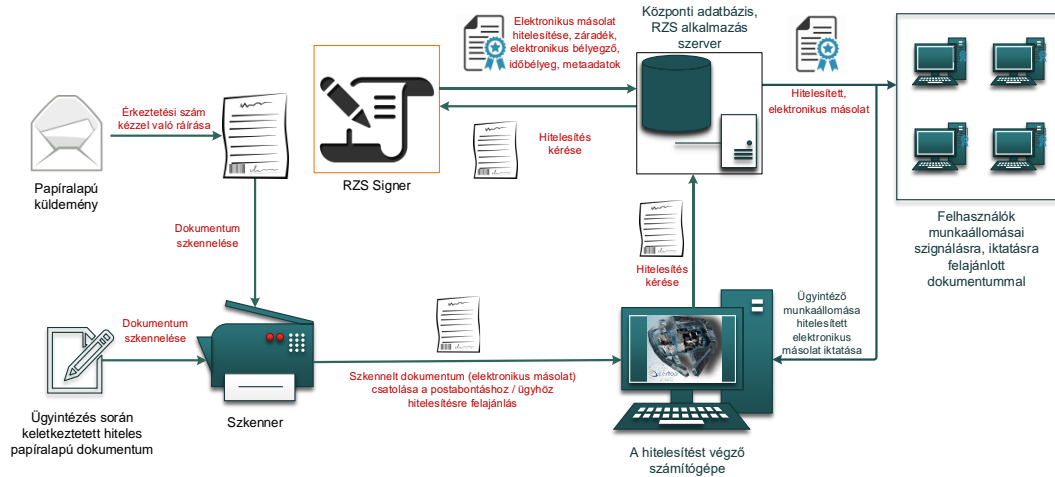 Elektronikus másolat
hitelesítése, záradék,
elektronikus bélyegző,
időbélyeg, metaadatok
Központi adatbázis,
RZS alkalmazás
szerver
Érkeztetési szám
kézzel való ráírása
Papíralapú
küldemény
RZS Signer
Hitelesítés
kérése
Hitelesített,
elektronikus másolat
Felhasználók
munkaállomásai
szignálásra, iktatásra
felajánlott
dokumentummal
Dokumentum
szkennelése
Hitelesítés
kérése
Ügyintéző
munkaállomása
hitelesített
elektronikus
másolat iktatása
Dokumentum
szkennelése
Szkennelt dokumentum (elektronikus másolat)
csatolása a postabontáshoz / ügyhöz
hitelesítésre felajánlás
Ügyintézés során
keletkeztetett hiteles
papíralapú dokumentum
Szkenner
A hitelesítést végző
számítógépe